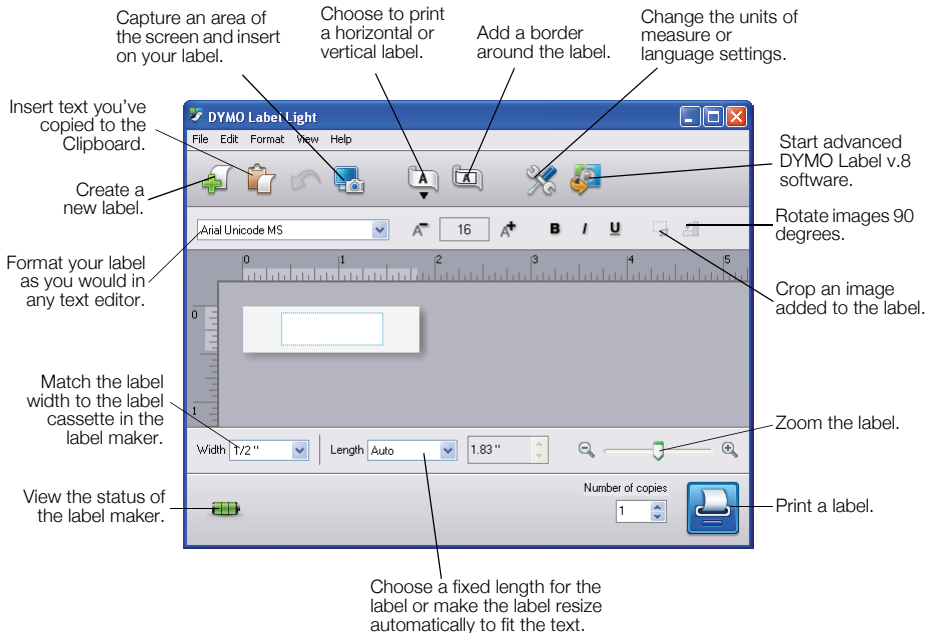 Capture an area of
the screen and insert
on your label.
Choose to print
a horizontal or
vertical label.
Add a border
around the label.
Change the units of
measure or
language settings.
Insert text you've
copied to the
Clipboard.
Create a
new label.
Format your label
as you would in
any text editor.
Match the label
width to the label
cassette in the
label maker.
View the status of
the label maker.
DYMO Label Light
File Edit Format View Help
A A
Arial Unicode MS A 16 A B I U
0 1 2 3 4 5
0
1
Width 1/2 " Length Auto 1.83 "
Number of copies
1
Start advanced
DYMO Label v.8
software.
Rotate images 90
degrees.
Crop an image
added to the label.
Zoom the label.
Print a label.
Choose a fixed length for the
label or make the label resize
automatically to fit the text.